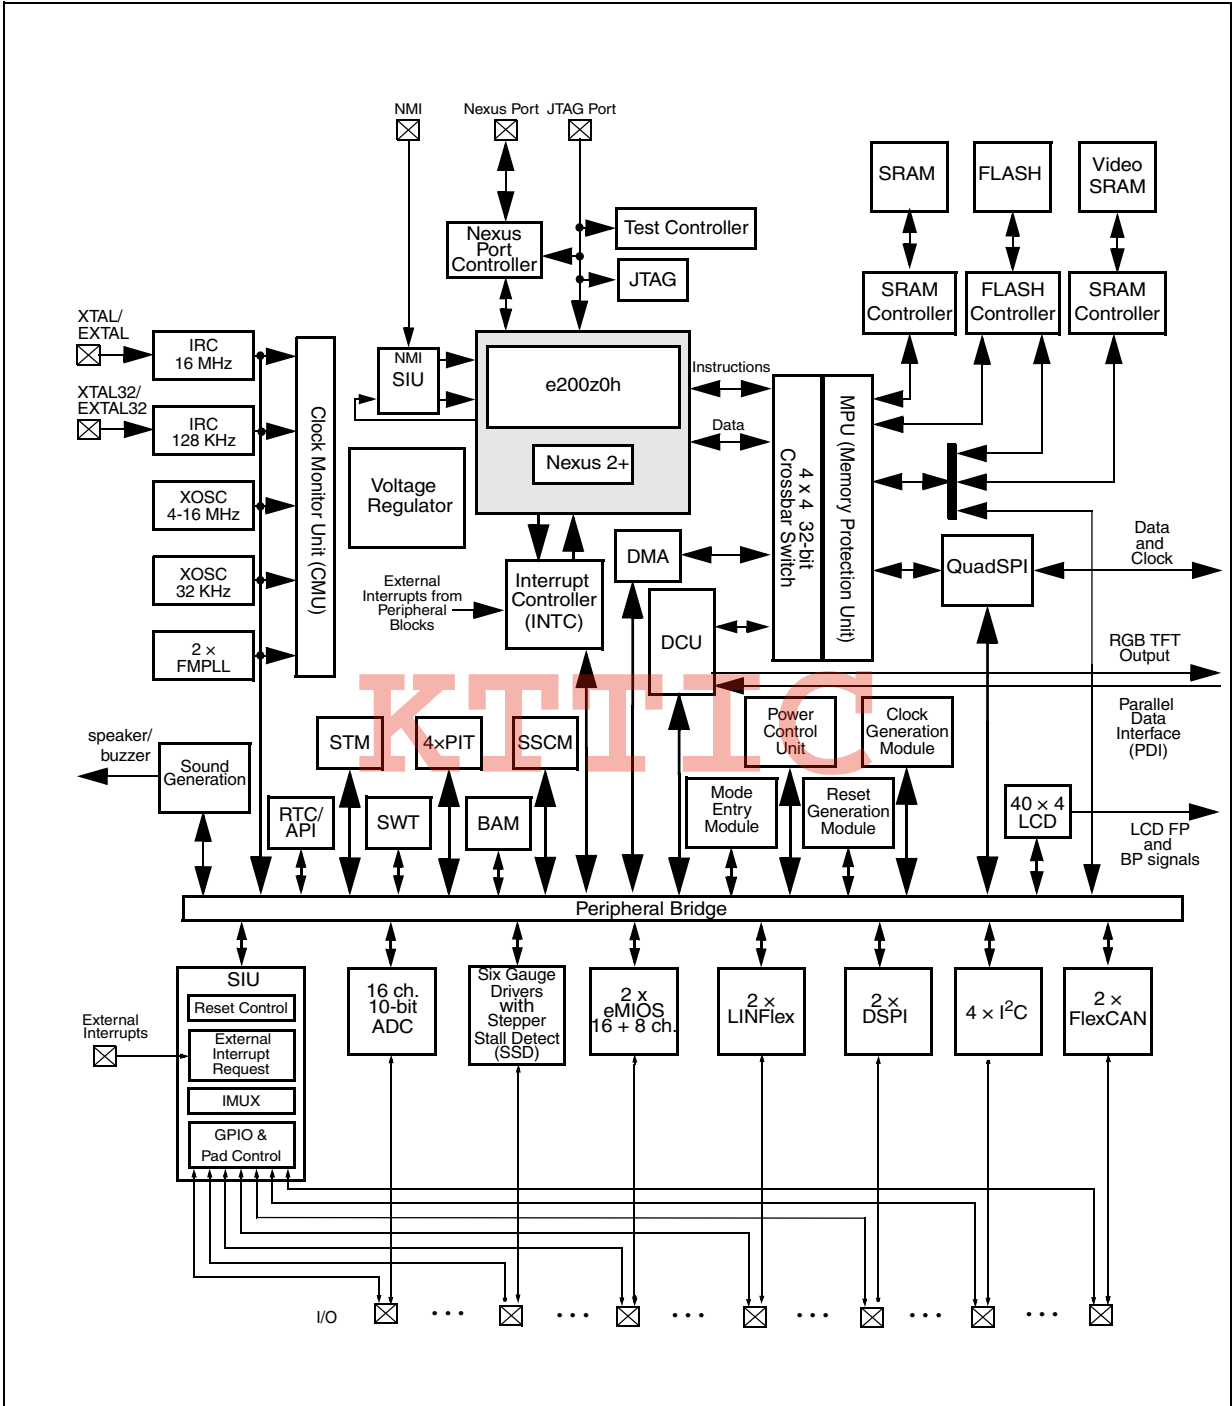 NMI
Nexus Port
JTAG Port
SRAM
FLASH
Video
SRAM
Nexus
Port
Controller
Test Controller
JTAG
SRAM
Controller
FLASH
Controller
SRAM
Controller
XTAL/
EXTAL
IRC
16 MHz
XTAL32/
EXTAL32
IRC
128 KHz
XOSC
4-16 MHz
XOSC
32 KHz
2 ×
FMPLL
Clock Monitor Unit (CMU)
NMI
SIU
e200z0h
Nexus 2+
Instructions
Data
4 x 4 32-bit
Crossbar Switch
MPU (Memory Protection Unit)
Voltage
Regulator
External
Interrupts from
Peripheral
Blocks
Interrupt
Controller
(INTC)
DMA
DCU
QuadSPI
Data
and
Clock
RGB TFT
Output
Parallel
Data
Interface
(PDI)
KTTIC
speaker/
buzzer
Sound
Generation
STM
4×PIT
SSCM
Power
Control
Unit
Clock
Generation
Module
RTC/
API
SWT
BAM
Mode
Entry
Module
Reset
Generation
Module
40 × 4
LCD
LCD FP
and
BP signals
Peripheral Bridge
SIU
Reset Control
External
Interrupt
Request
IMUX
GPIO &
Pad Control
External
Interrupts
16 ch.
10-bit
ADC
Six Gauge
Drivers
with
Stepper
Stall Detect
(SSD)
2 x
eMIOS
16 + 8 ch.
2 ×
LINFlex
2 ×
DSPI
4 × I²C
2 ×
FlexCAN
I/O